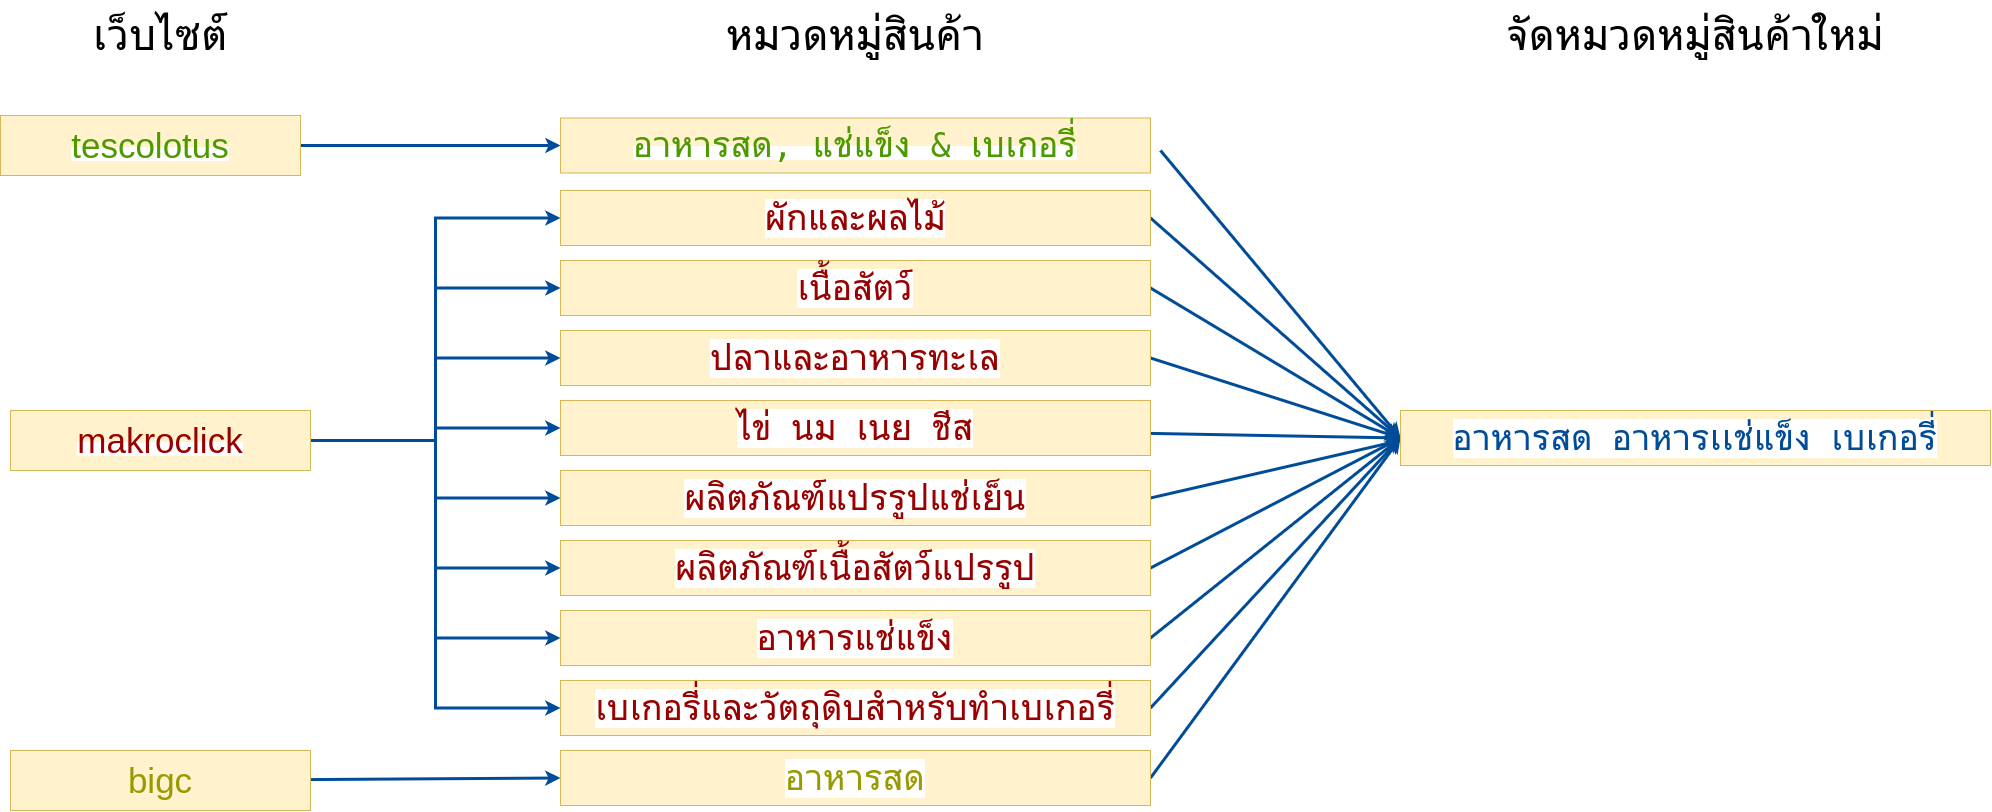 เว็บไซต์
หมวดหมู่สินค้า
จัดหมวดหมู่สินค้าใหม่
tescolotus
อาหารสด, แช่แข็ง & เบเกอรี่
ผักและผลไม้
เนื้อสัตว์
ปลาและอาหารทะเล
makroclick
ไข่ นม เนย ชีส
อาหารสด อาหารแช่แข็ง เบเกอรี่
ผลิตภัณฑ์แปรรูปแช่เย็น
ผลิตภัณฑ์เนื้อสัตว์แปรรูป
อาหารแช่แข็ง
เบเกอรี่และวัตถุดิบสำหรับทำเบเกอรี่
bigc
อาหารสด